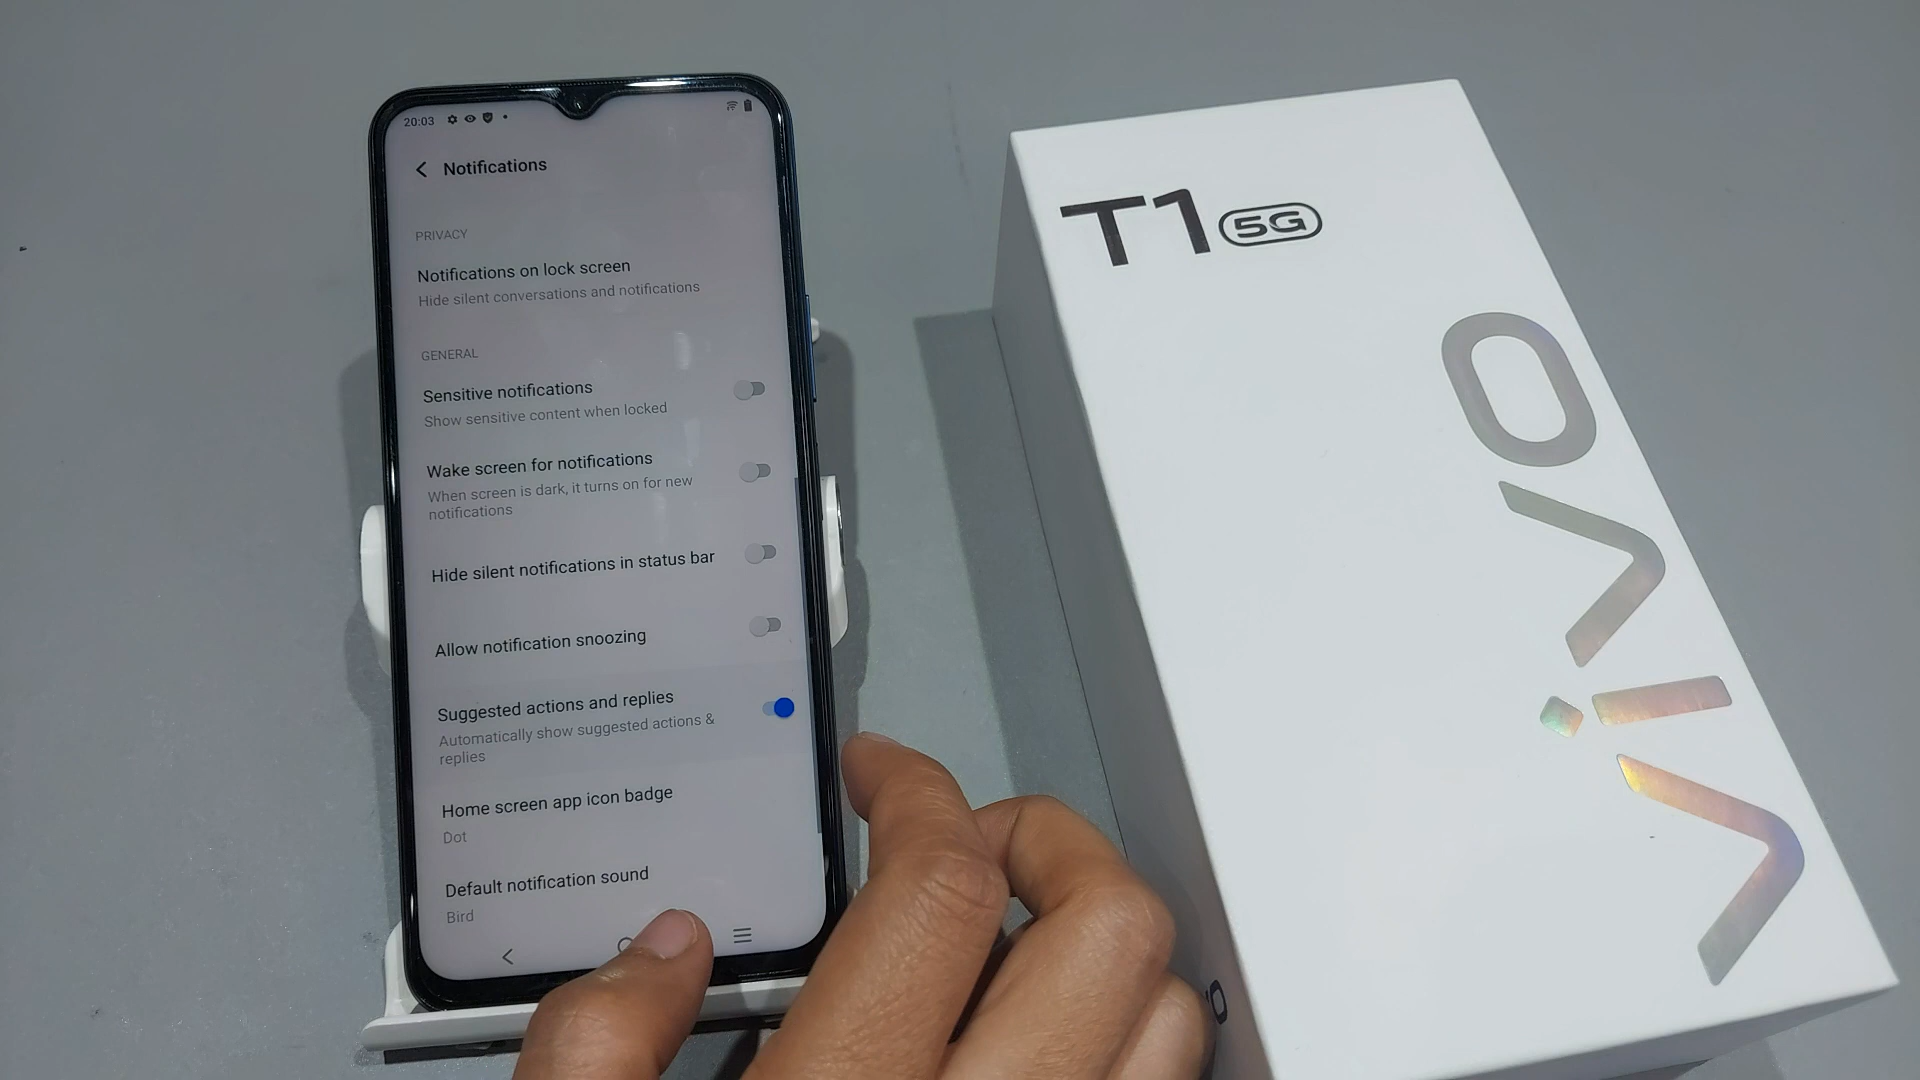 20:03
Notifications
PRIVACY
Notifications on lock screen
Hide silent conversations and notifications
GENERAL
Sensitive notifications
Show sensitive content when locked
Wake screen for notifications
When screen is dark, it turns on for new
notifications
Hide silent notifications in status bar
Allow notification snoozing
Suggested actions and replies
Automatically show suggested actions &
replies
Home screen app icon badge
Dot
Default notification sound
Bird
T1 5G
vivo